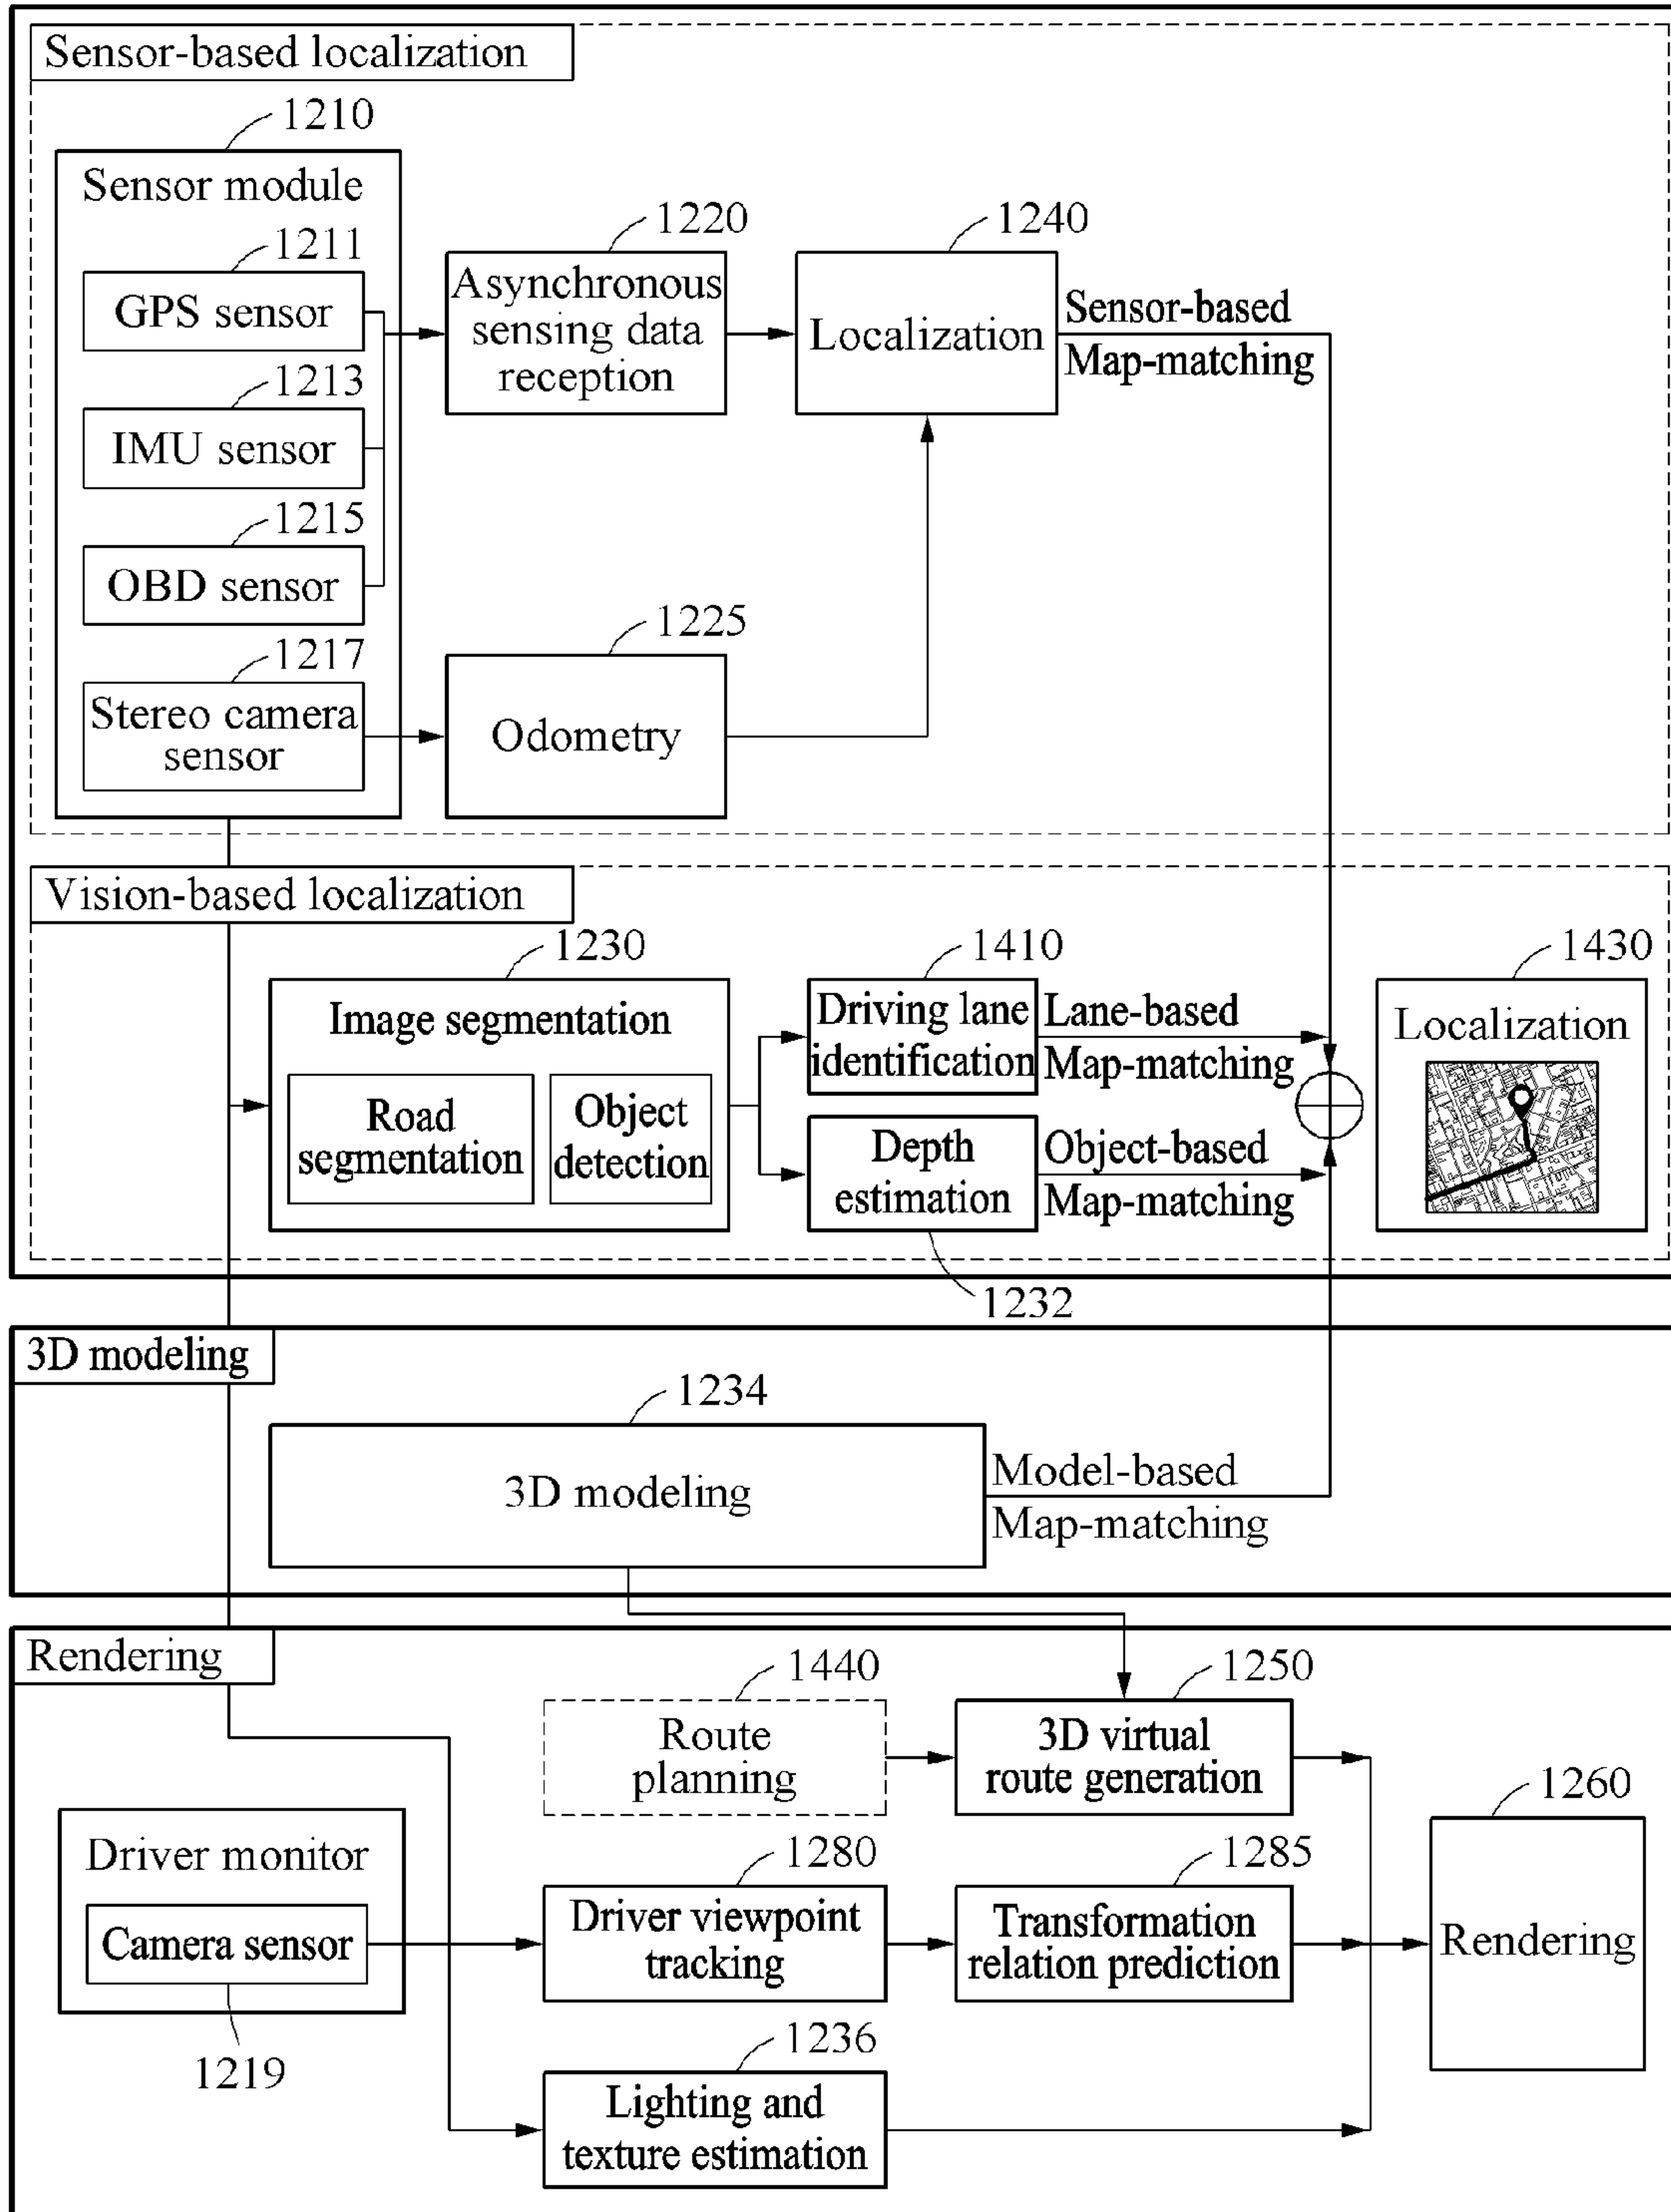 Sensor-based localization
1210
Sensor module
1211
GPS sensor
1213
IMU sensor
1215
OBD sensor
1217
Stereo camera
sensor
1220
Asynchronous
sensing data
reception
1225
Odometry
1240
Localization
Sensor-based
Map-matching
Vision-based localization
1230
Image segmentation
Road
segmentation
Object
detection
1410
Driving lane
identification
Lane-based
Map-matching
Depth
estimation
1232
Object-based
Map-matching
1430
Localization
3D modeling
1234
3D modeling
Model-based
Map-matching
Rendering
1440
Route
planning
1250
3D virtual
route generation
Driver monitor
Camera sensor
1219
1280
Driver viewpoint
tracking
1285
Transformation
relation prediction
1236
Lighting and
texture estimation
1260
Rendering